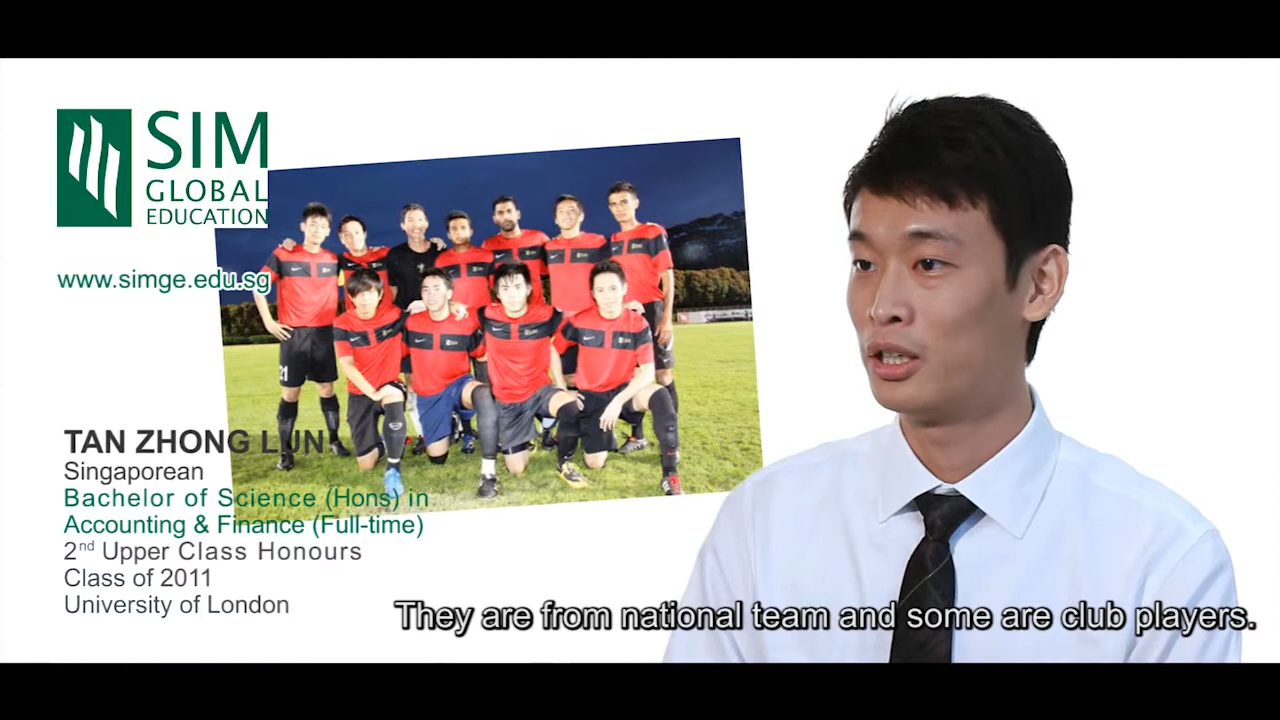 SIM
GLOBAL
EDUCATION
www.simge.edu.sg
21
TAN ZHONG LUN
Singaporean
Bachelor of Science (Hons) in
Accounting & Finance (Full-time)
2nd Upper Class Honours
Class of 2011
University of London
They are from national team and some are club players.